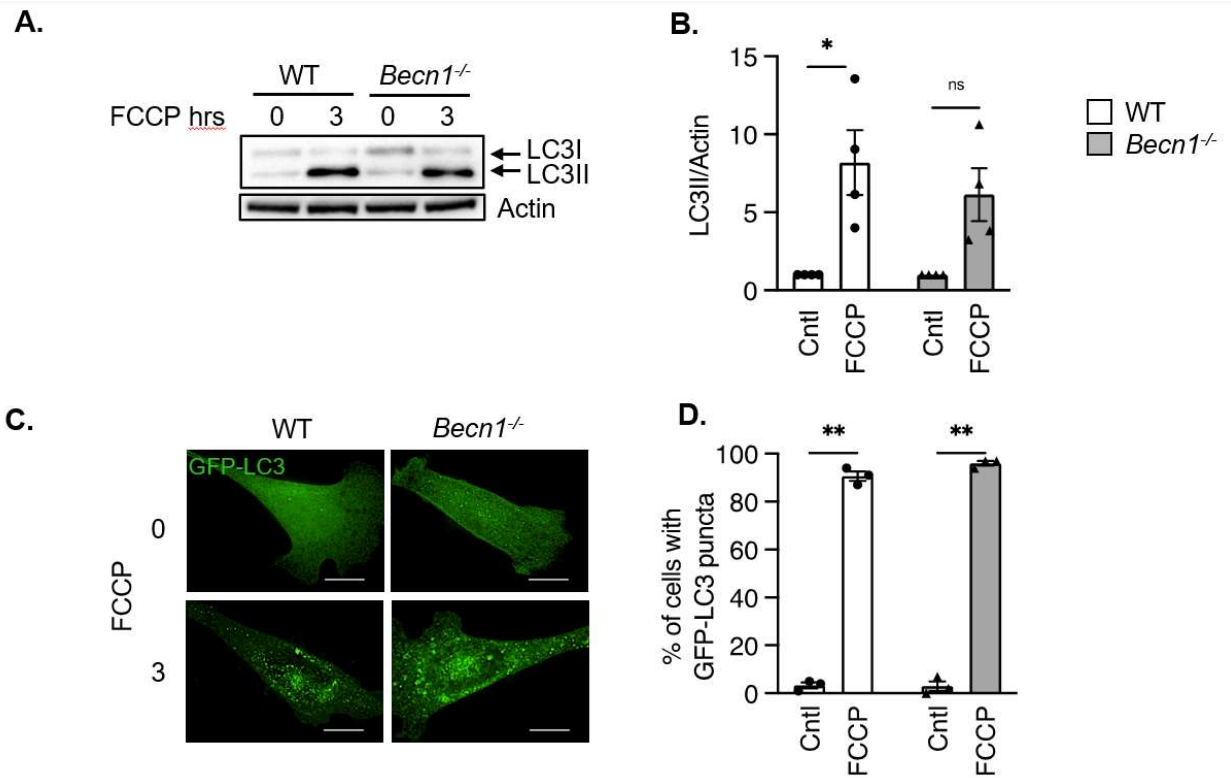 A.
WT Becn1-/-
FCCP hrs 0 3 0 3
LC3I
LC3II
Actin
B.
*
ns
15
10
5
0
LC3II/Actin
Cntl
FCCP
Cntl
FCCP
WT
Becn1-/-
C.
WT Becn1-/-
GFP-LC3
0
3
FCCP
D.
** **
100
80
60
40
20
0
% of cells with
GFP-LC3 puncta
Cntl
FCCP
Cntl
FCCP